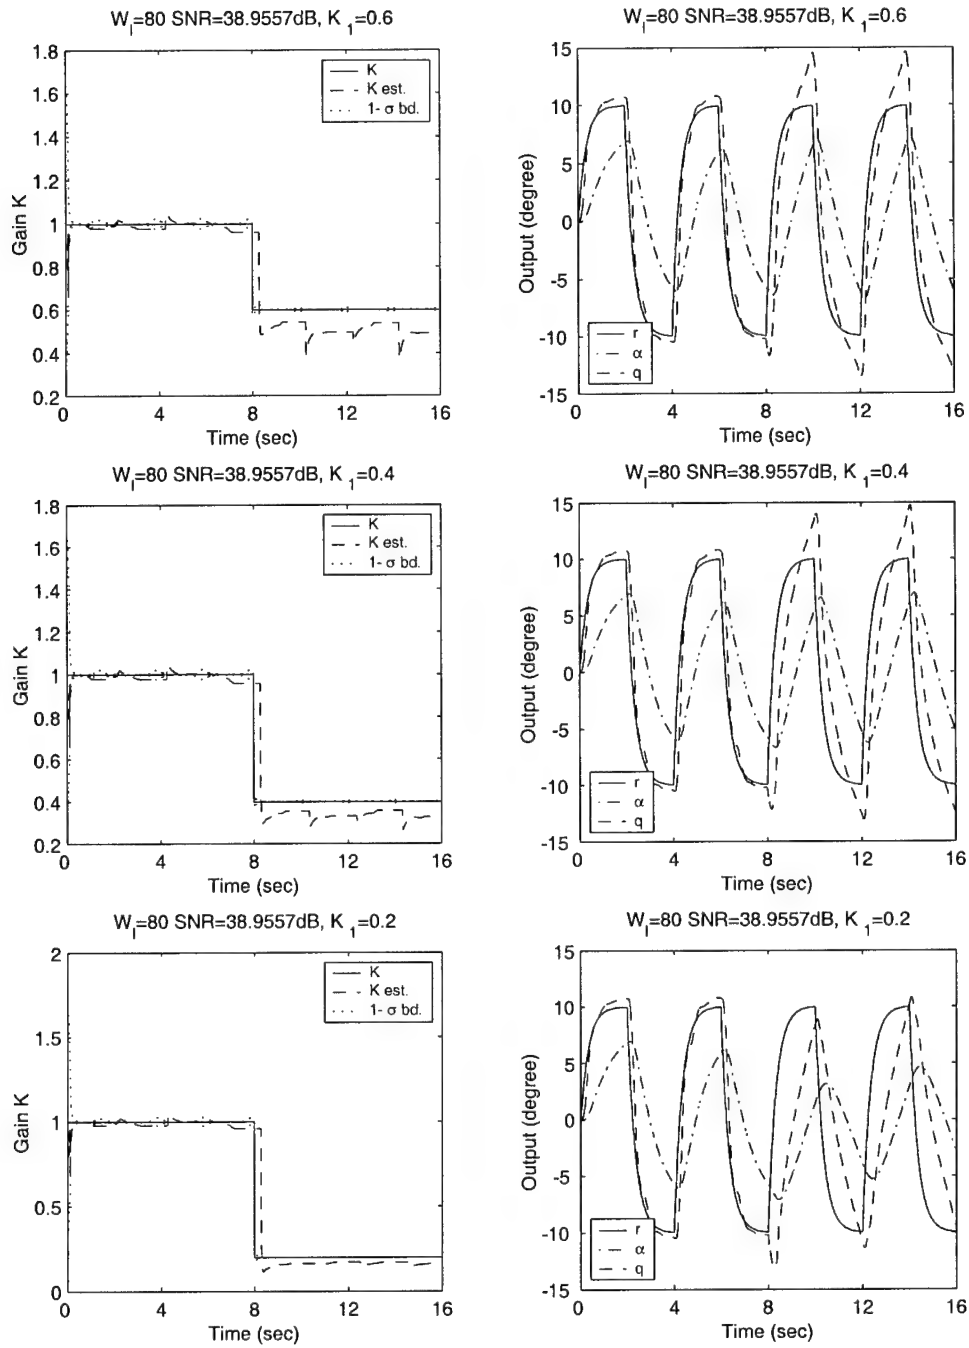 W_l=80 SNR=38.9557dB, K_1=0.6
1.8
1.6
1.4
1.2
1
0.8
0.6
0.4
0.2
Gain K
K
K est.
1- σ bd.
0 4 8 12 16
Time (sec)
W_l=80 SNR=38.9557dB, K_1=0.6
15
10
5
0
-5
-10
-15
Output (degree)
r
α
q
0 4 8 12 16
Time (sec)
W_l=80 SNR=38.9557dB, K_1=0.4
1.8
1.6
1.4
1.2
1
0.8
0.6
0.4
0.2
Gain K
K
K est.
1- σ bd.
0 4 8 12 16
Time (sec)
W_l=80 SNR=38.9557dB, K_1=0.4
15
10
5
0
-5
-10
-15
Output (degree)
r
α
q
0 4 8 12 16
Time (sec)
W_l=80 SNR=38.9557dB, K_1=0.2
2
1.5
1
0.5
0
Gain K
K
K est.
1- σ bd.
0 4 8 12 16
Time (sec)
W_l=80 SNR=38.9557dB, K_1=0.2
15
10
5
0
-5
-10
-15
Output (degree)
r
α
q
0 4 8 12 16
Time (sec)